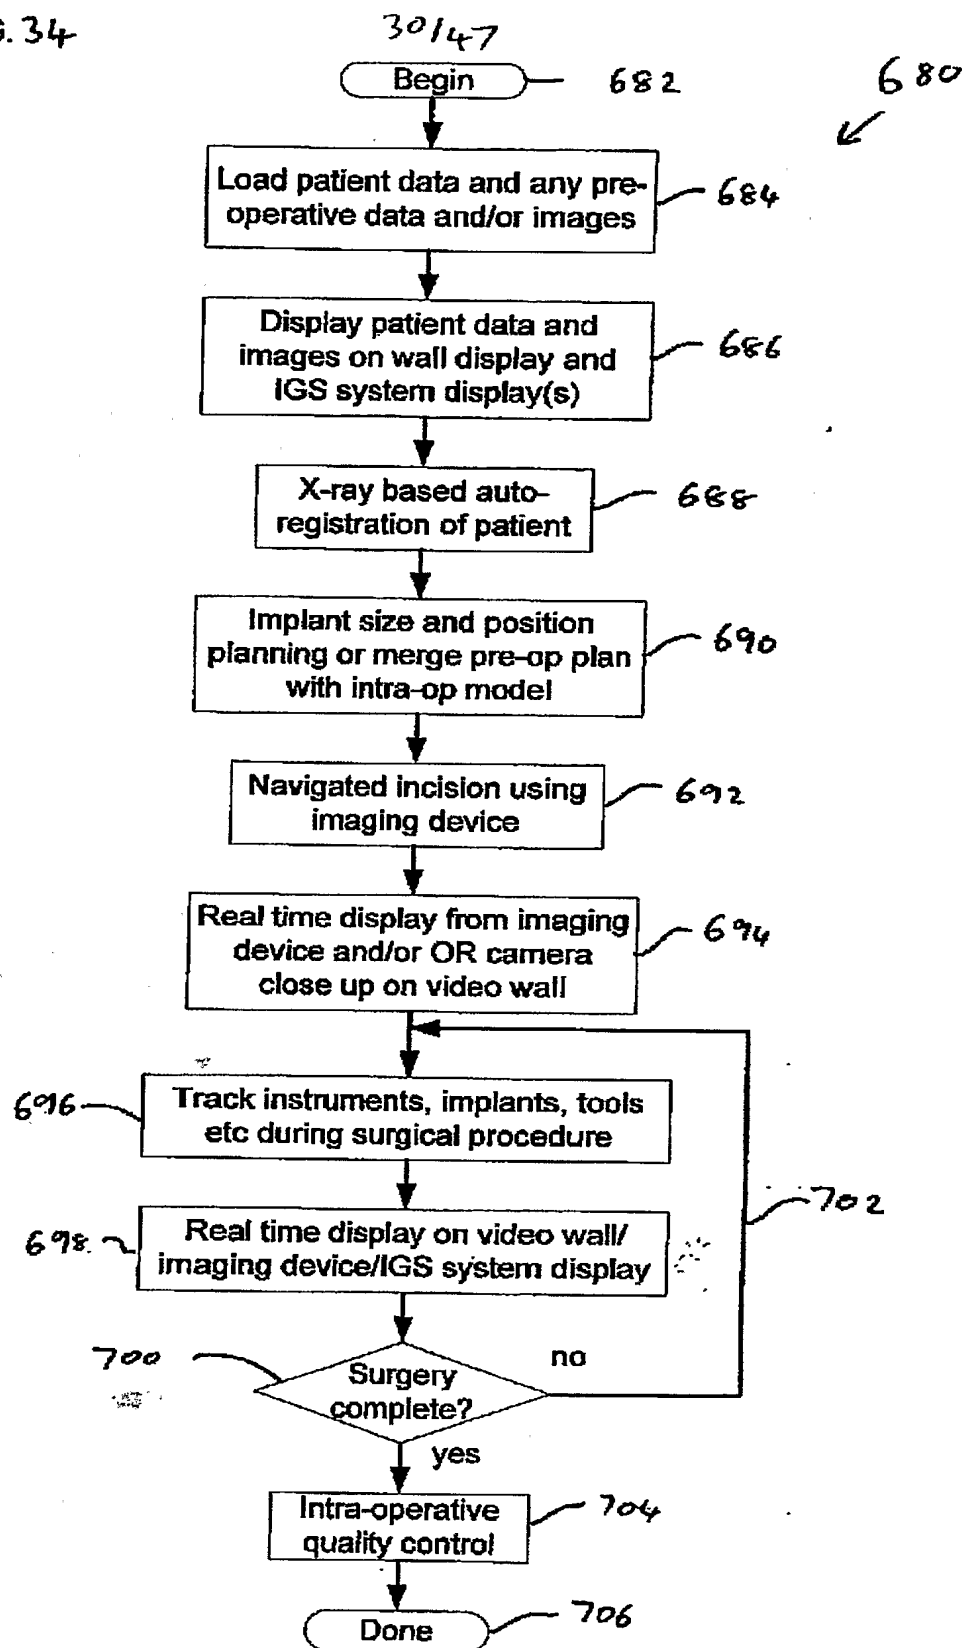 G. 34
30/47
Begin
682
680
Load patient data and any pre-
operative data and/or images
684
Display patient data and
images on wall display and
IGS system display(s)
686
X-ray based auto-
registration of patient
688
Implant size and position
planning or merge pre-op plan
with intra-op model
690
Navigated incision using
imaging device
692
Real time display from imaging
device and/or OR camera
close up on video wall
694
696
Track instruments, implants, tools
etc during surgical procedure
702
698
Real time display on video wall/
imaging device/IGS system display
700
Surgery
complete?
no
yes
Intra-operative
quality control
704
Done
706